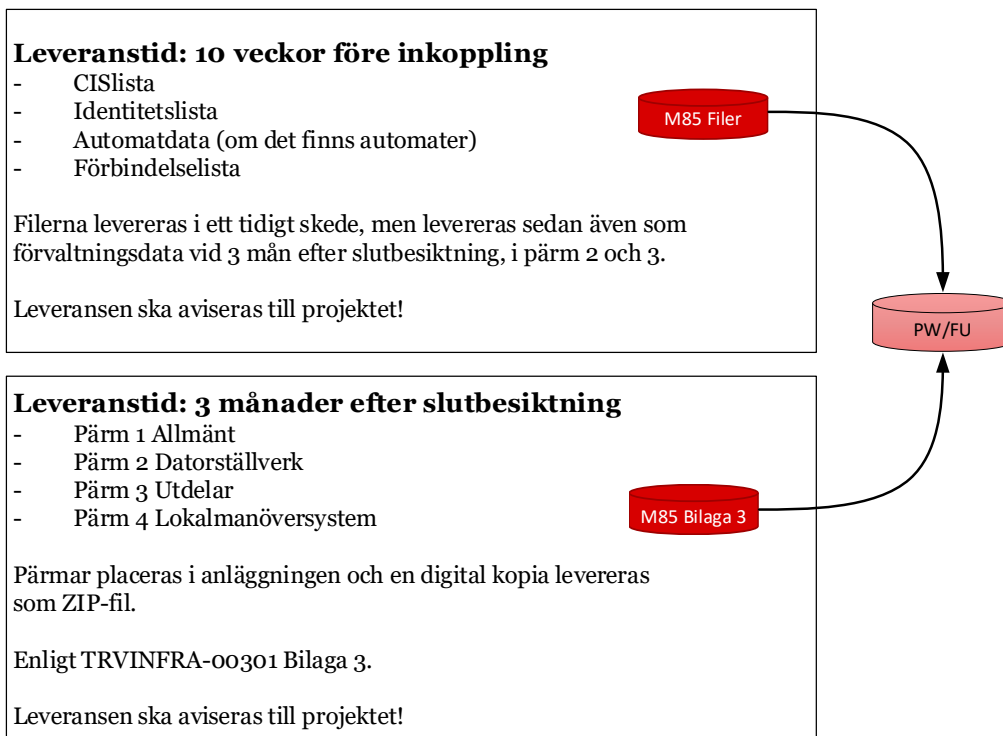 Leveranstid: 10 veckor före inkoppling
- CISlista
- Identitetslista
- Automatdata (om det finns automater)
- Förbindelselista
M85 Filer
Filerna levereras i ett tidigt skede, men levereras sedan även som
förvaltningsdata vid 3 mån efter slutbesiktning, i pärm 2 och 3.
Leveransen ska aviseras till projektet!
PW/FU
Leveranstid: 3 månader efter slutbesiktning
- Pärm 1 Allmänt
- Pärm 2 Datorställverk
- Pärm 3 Utdelar
- Pärm 4 Lokalmanöversystem
M85 Bilaga 3
Pärmar placeras i anläggningen och en digital kopia levereras
som ZIP-fil.
Enligt TRVINFRA-00301 Bilaga 3.
Leveransen ska aviseras till projektet!